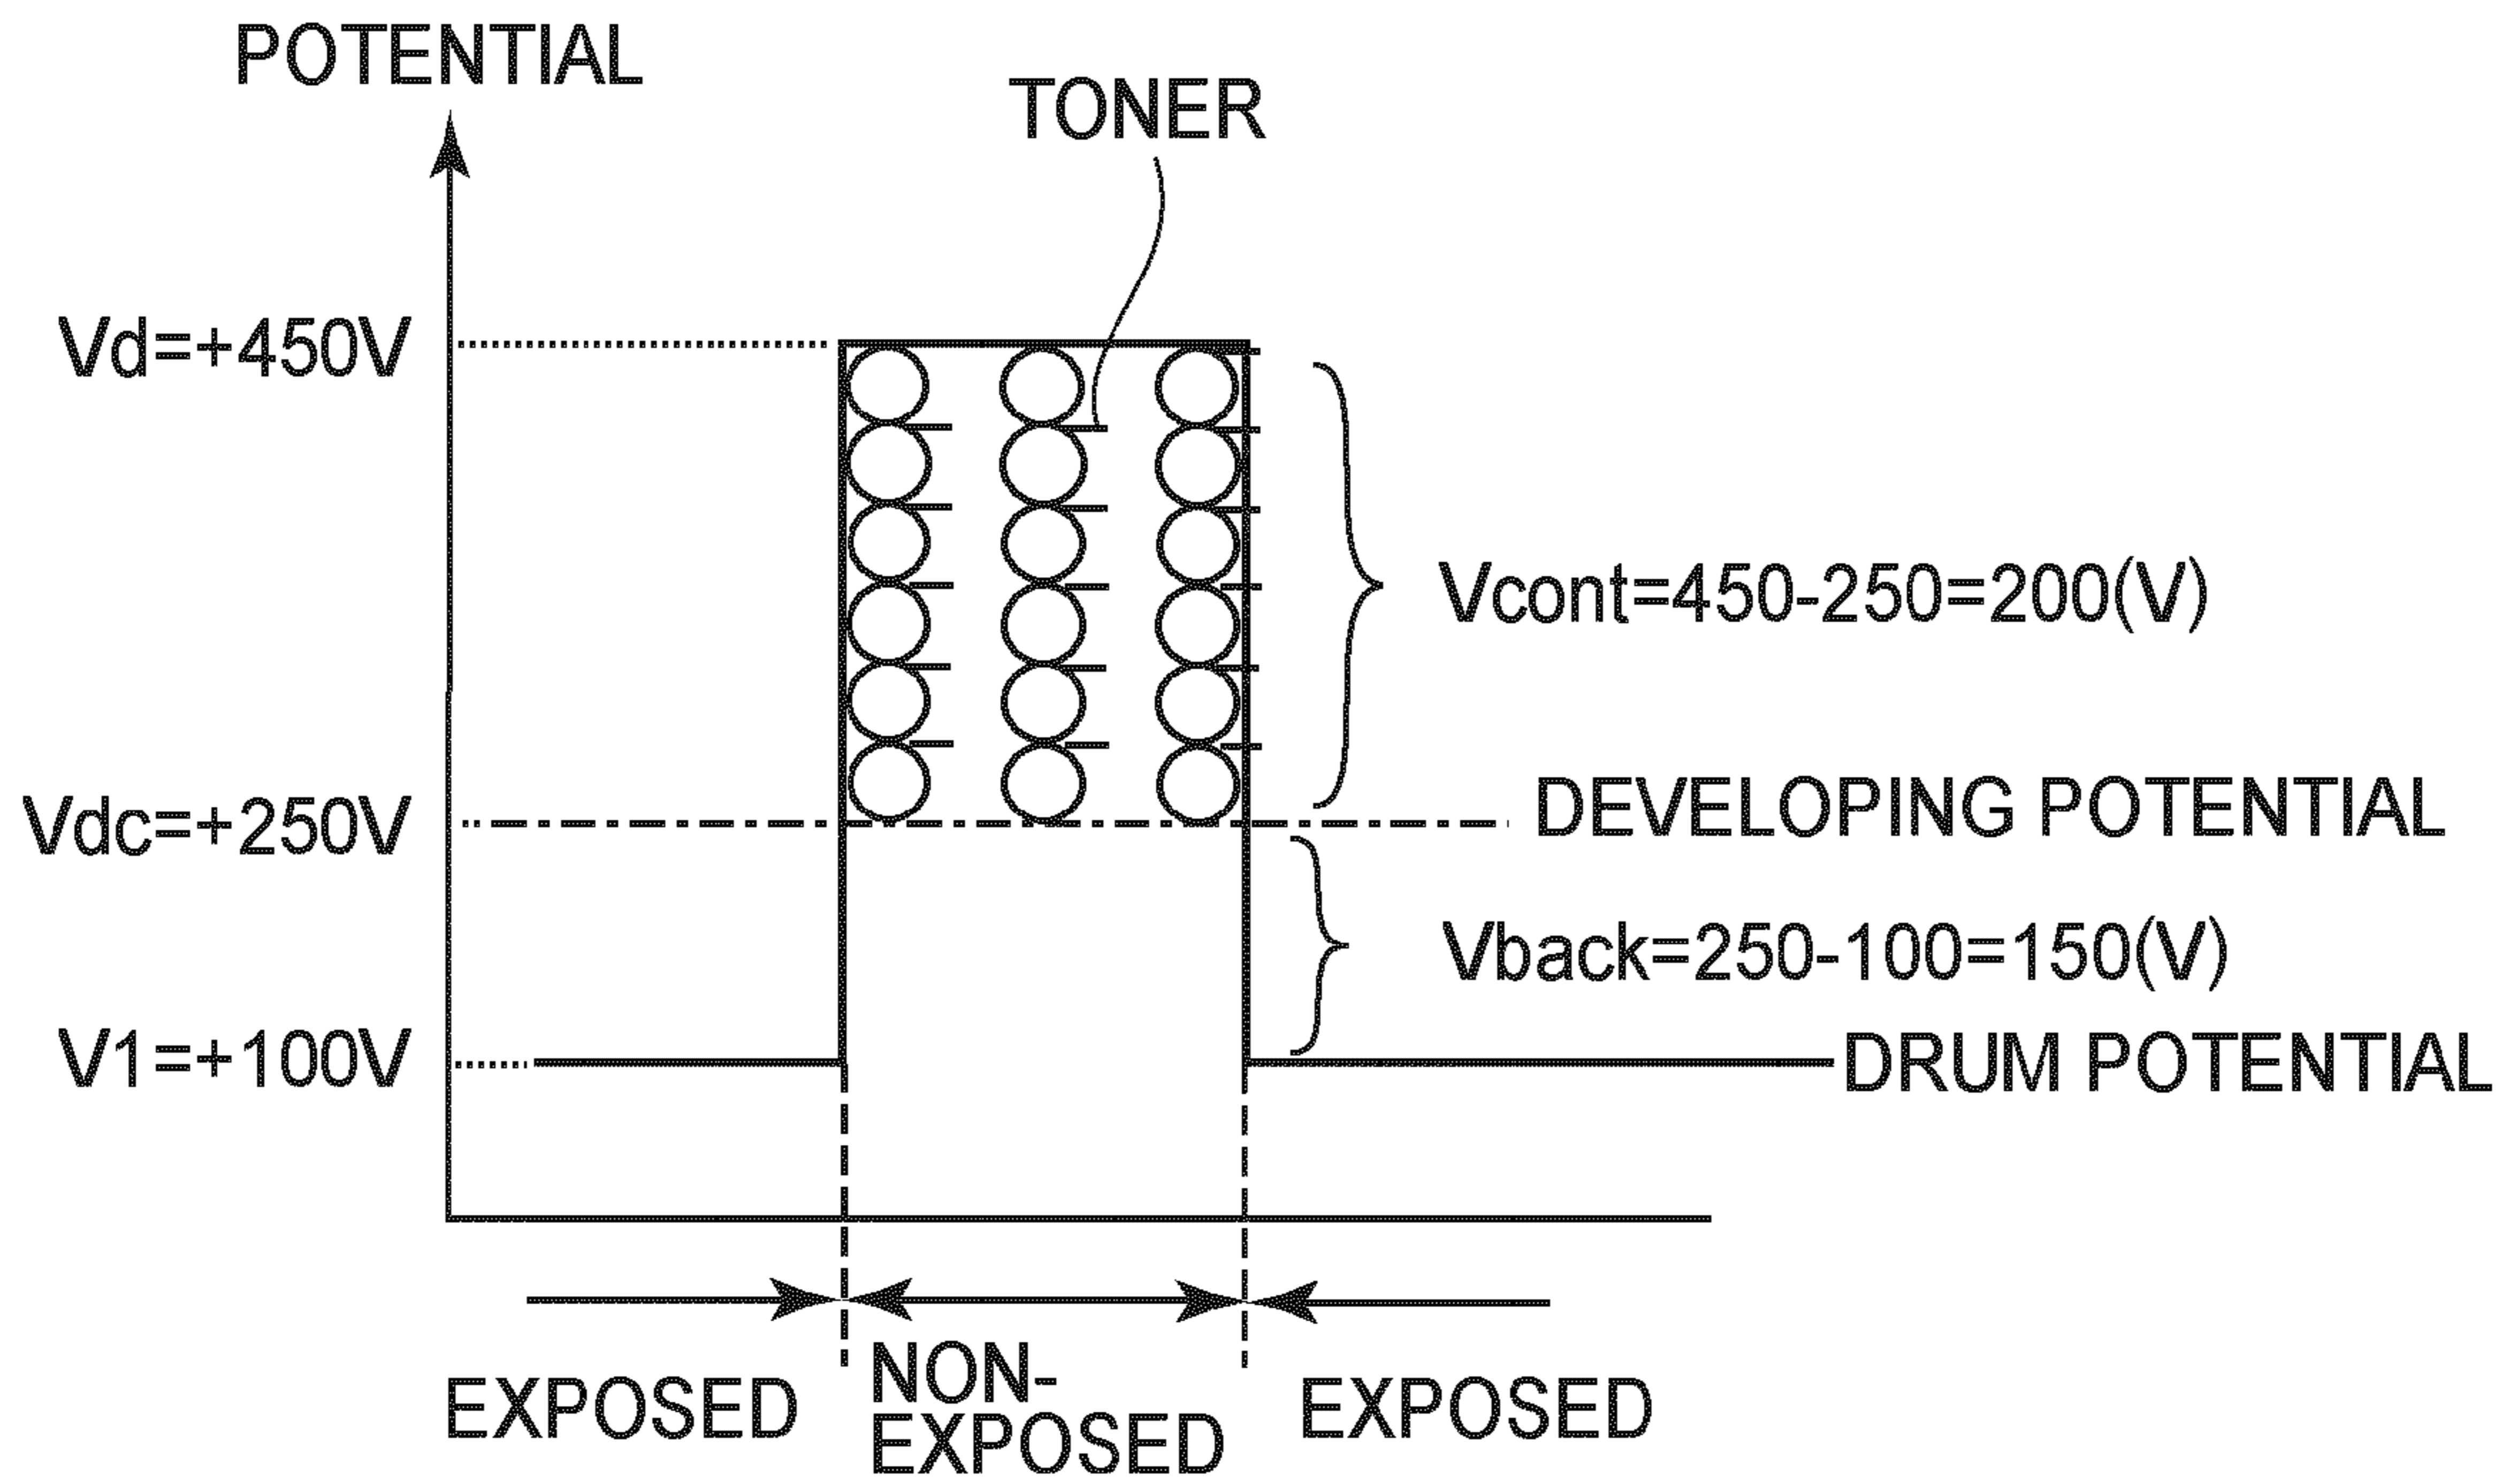 POTENTIAL
TONER
Vd=+450V
Vcont=450-250=200(V)
Vdc=+250V
DEVELOPING POTENTIAL
Vback=250-100=150(V)
V1=+100V
DRUM POTENTIAL
EXPOSED
NON-
EXPOSED
EXPOSED